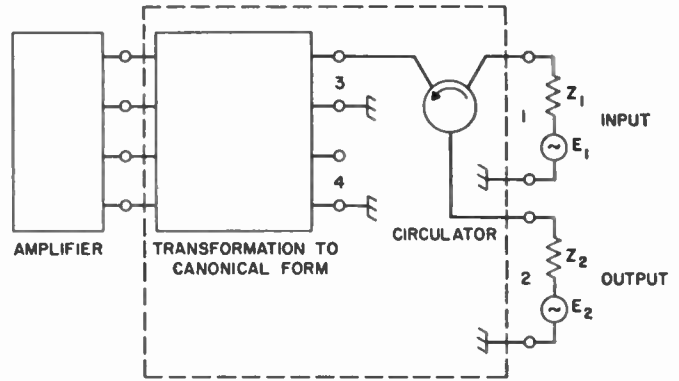 3
4
1
2
Z1
E1
INPUT
CIRCULATOR
Z2
E2
OUTPUT
AMPLIFIER
TRANSFORMATION TO
CANONICAL FORM